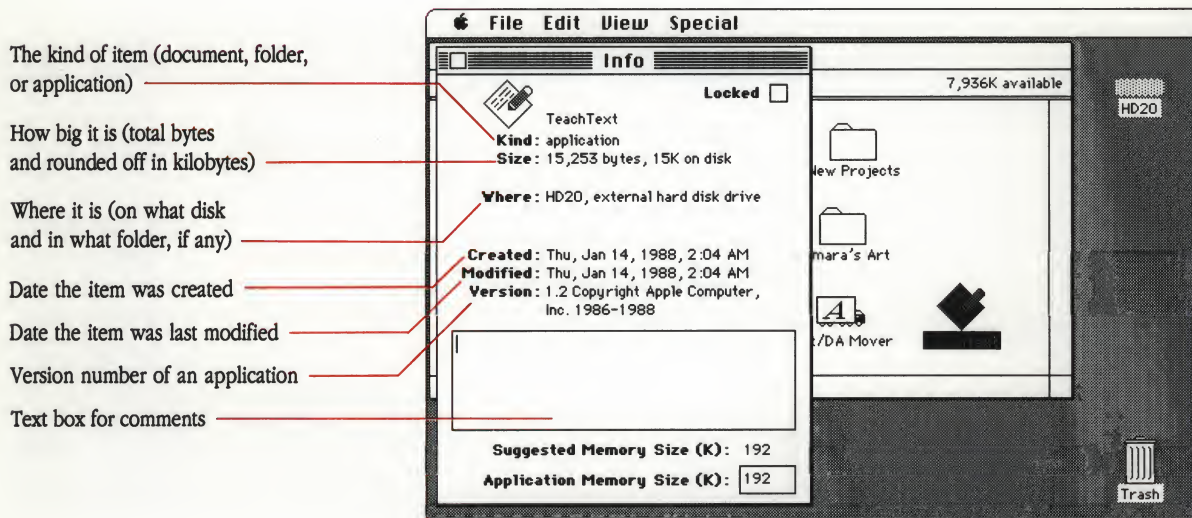 The kind of item (document, folder,
or application)
How big it is (total bytes
and rounded off in kilobytes)
Where it is (on what disk
and in what folder, if any)
Date the item was created
Date the item was last modified
Version number of an application
Text box for comments
File Edit View Special
Info
Locked
TeachText
Kind: application
Size: 15,253 bytes, 15K on disk
Where: HD20, external hard disk drive
Created: Thu, Jan 14, 1988, 2:04 AM
Modified: Thu, Jan 14, 1988, 2:04 AM
Version: 1.2 Copyright Apple Computer,
Inc. 1986-1988
Suggested Memory Size (K): 192
Application Memory Size (K): 192
7,936K available
New Projects
mara's Art
/DA Mover
HD20
Trash